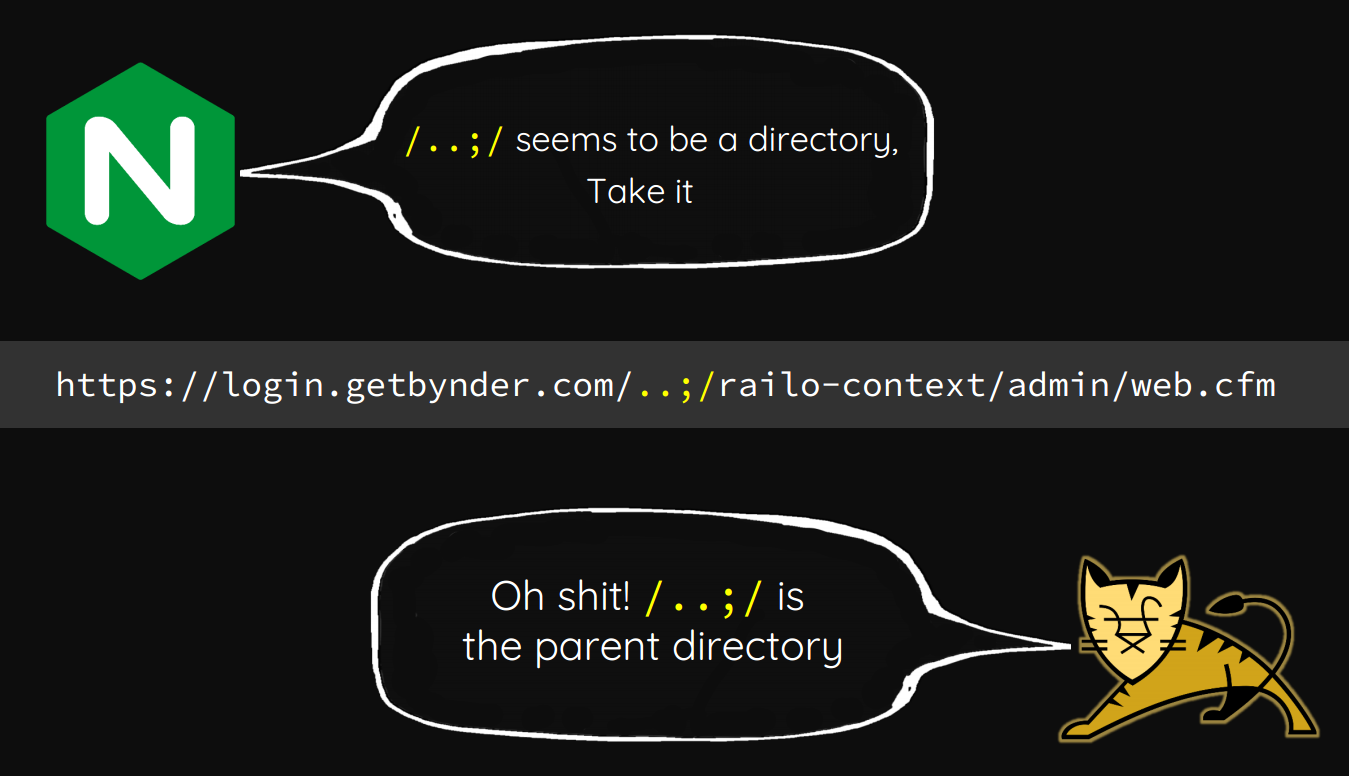 N
/..;/ seems to be a directory,
Take it
https://login.getbynder.com/..;/railo-context/admin/web.cfm
Oh shit! /..;/ is
the parent directory